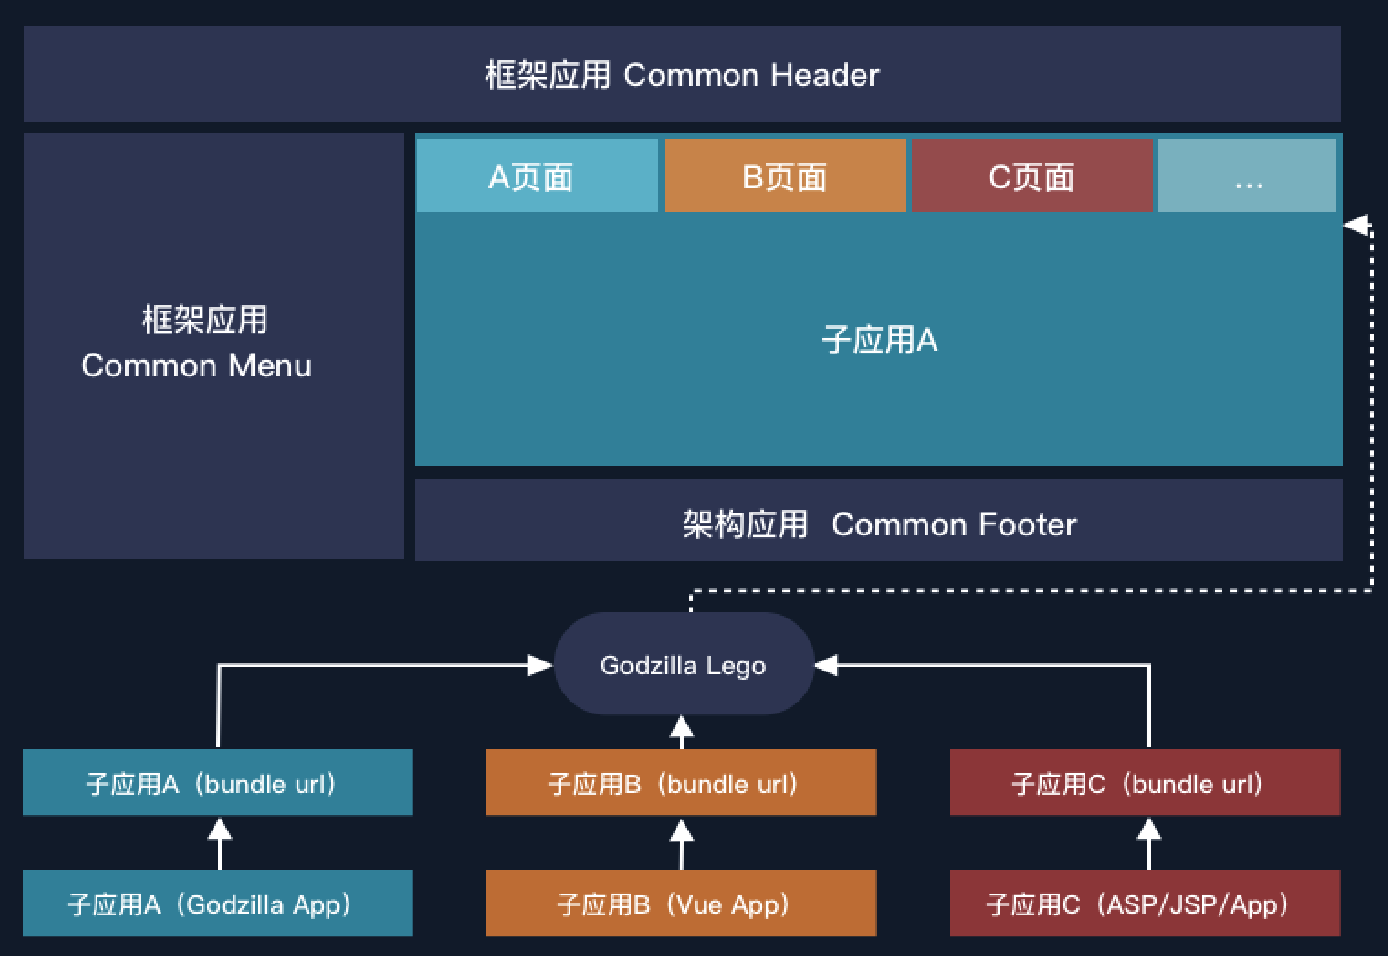 框架应用 Common Header
A页面
B页面
C页面
...
框架应用
Common Menu
子应用A
架构应用 Common Footer
Godzilla Lego
子应用A（bundle url）
子应用B（bundle url）
子应用C（bundle url）
子应用A（Godzilla App）
子应用B（Vue App）
子应用C（ASP/JSP/App）